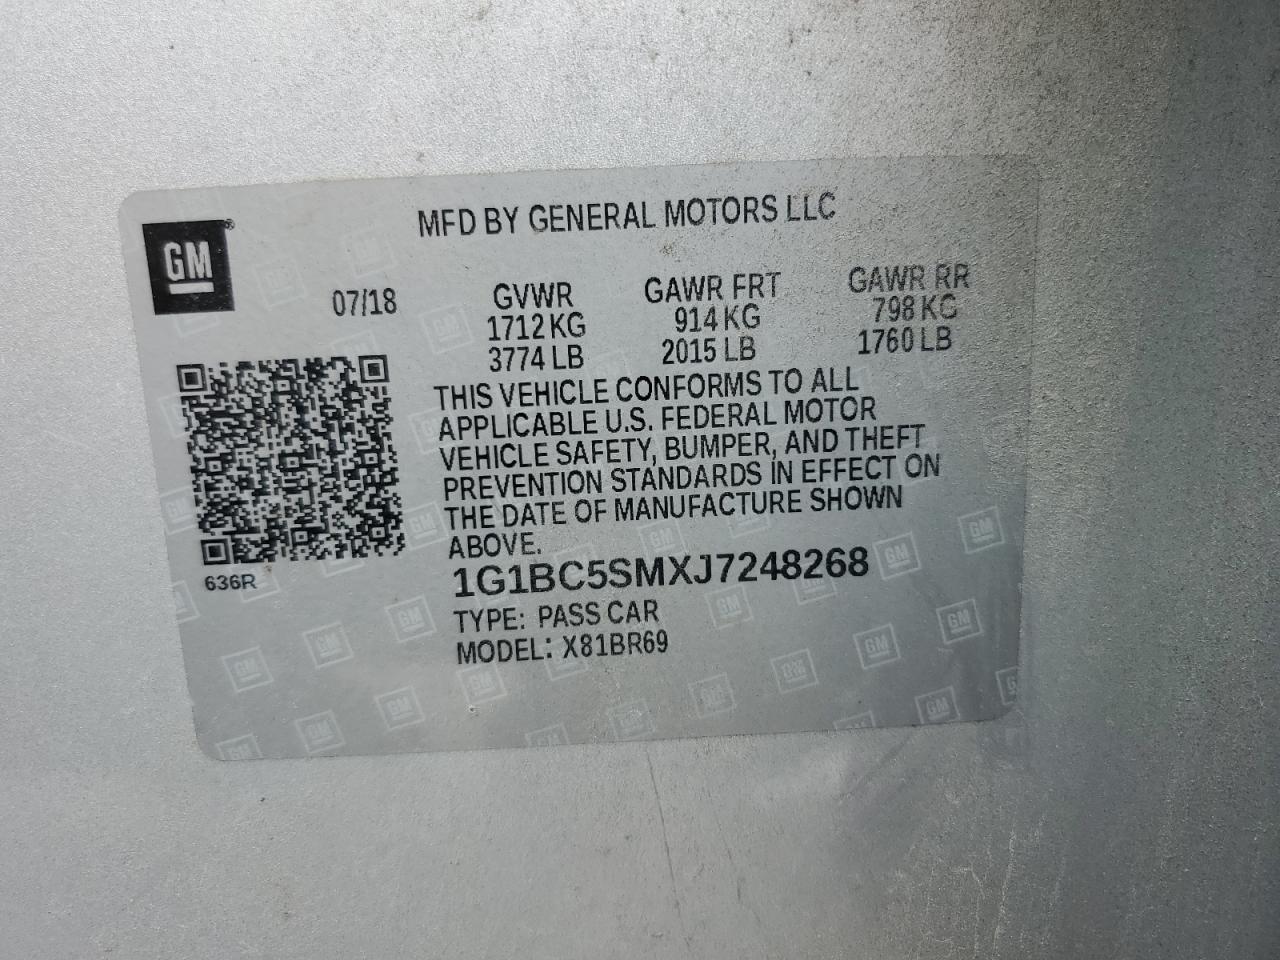 MFD BY GENERAL MOTORS LLC
GM®
07/18
GVWR
1712 KG
3774 LB
GAWR FRT
914 KG
2015 LB
GAWR RR
798 KG
1760 LB
THIS VEHICLE CONFORMS TO ALL
APPLICABLE U.S. FEDERAL MOTOR
VEHICLE SAFETY, BUMPER, AND THEFT
PREVENTION STANDARDS IN EFFECT ON
THE DATE OF MANUFACTURE SHOWN
ABOVE.
636R
1G1BC5SMXJ7248268
TYPE: PASS CAR
MODEL: X81BR69